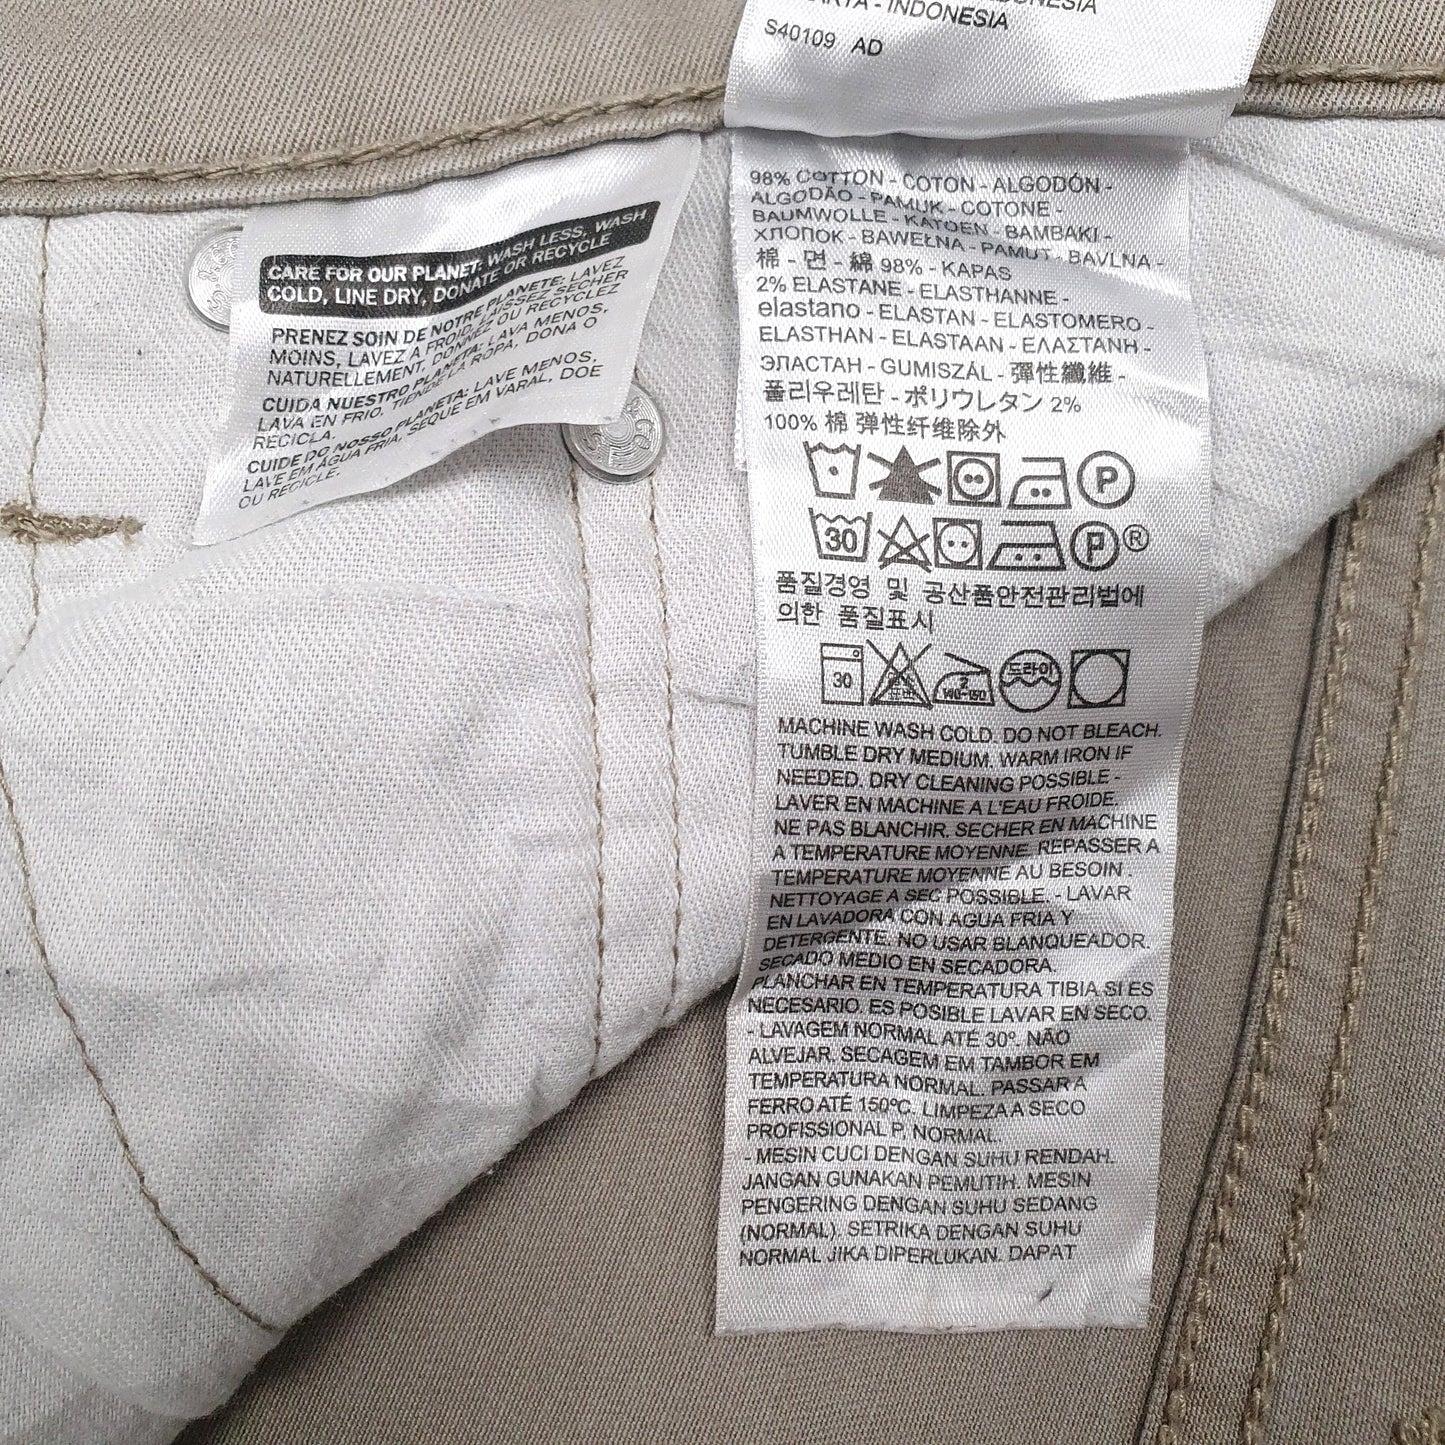 - INDONESIA
S40109 AD
CARE FOR OUR PLANET: WASH LESS, WASH
COLD, LINE DRY, DONATE OR RECYCLE
PRENEZ SOIN DE NOTRE PLANETE: LAVEZ
MOINS, LAVEZ A FROID, LAISSEZ SECHER
NATURELLEMENT, DONNEZ OU RECYCLEZ
CUIDA NUESTRO PLANETA: LAVA MENOS,
LAVA EN FRIO, TIENDE LA ROPA, DONA O
RECICLA.
CUIDE DO NOSSO PLANETA: LAVE MENOS,
LAVE EM ÁGUA FRIA, SEQUE EM VARAL, DOE
OU RECICLE.
98% COTTON - COTON - ALGODÓN -
ALGODÃO - PAMUK - COTONE -
BAUMWOLLE - KATOEN - BAMBAKI -
ХЛОПОК - BAWEŁNA - PAMUT - BAVLNA -
棉 - 면 - 綿 98% - KAPAS
2% ELASTANE - ELASTHANNE -
elastano - ELASTAN - ELASTOMERO -
ELASTHAN - ELASTAAN - ΕΛΑΣΤΑΝΗ -
ЭЛАСТАН - GUMISZÁL - 彈性纖維 -
폴리우레탄 - ポリウレタン 2%
100% 棉 弹性纤维除外
P
30 P ®
품질경영 및 공산품안전관리법에
의한 품질표시
30 2 140-160 드라이
MACHINE WASH COLD. DO NOT BLEACH.
TUMBLE DRY MEDIUM. WARM IRON IF
NEEDED. DRY CLEANING POSSIBLE -
LAVER EN MACHINE A L'EAU FROIDE.
NE PAS BLANCHIR. SECHER EN MACHINE
A TEMPERATURE MOYENNE. REPASSER A
TEMPERATURE MOYENNE AU BESOIN .
NETTOYAGE A SEC POSSIBLE. - LAVAR
EN LAVADORA CON AGUA FRIA Y
DETERGENTE. NO USAR BLANQUEADOR.
SECADO MEDIO EN SECADORA.
PLANCHAR EN TEMPERATURA TIBIA SI ES
NECESARIO. ES POSIBLE LAVAR EN SECO.
- LAVAGEM NORMAL ATÉ 30º. NÃO
ALVEJAR. SECAGEM EM TAMBOR EM
TEMPERATURA NORMAL. PASSAR A
FERRO ATÉ 150ºC. LIMPEZA A SECO
PROFISSIONAL P, NORMAL.
- MESIN CUCI DENGAN SUHU RENDAH.
JANGAN GUNAKAN PEMUTIH. MESIN
PENGERING DENGAN SUHU SEDANG
(NORMAL). SETRIKA DENGAN SUHU
NORMAL JIKA DIPERLUKAN. DAPAT